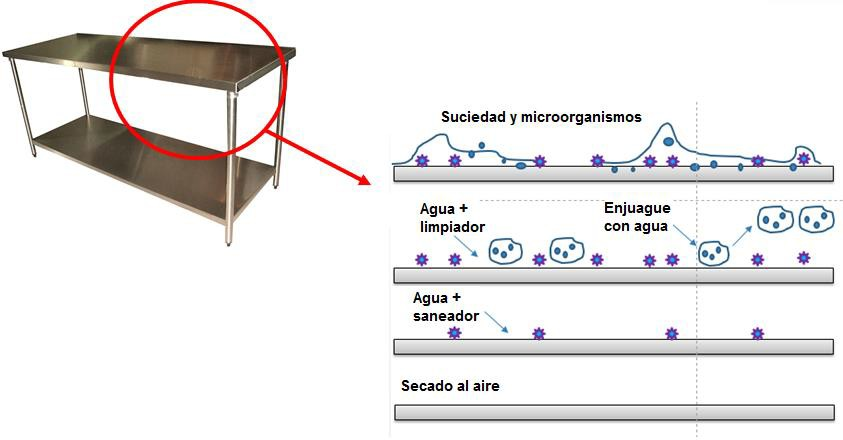 Suciedad y microorganismos
Agua +
limpiador
Enjuague
con agua
Agua +
saneador
Secado al aire